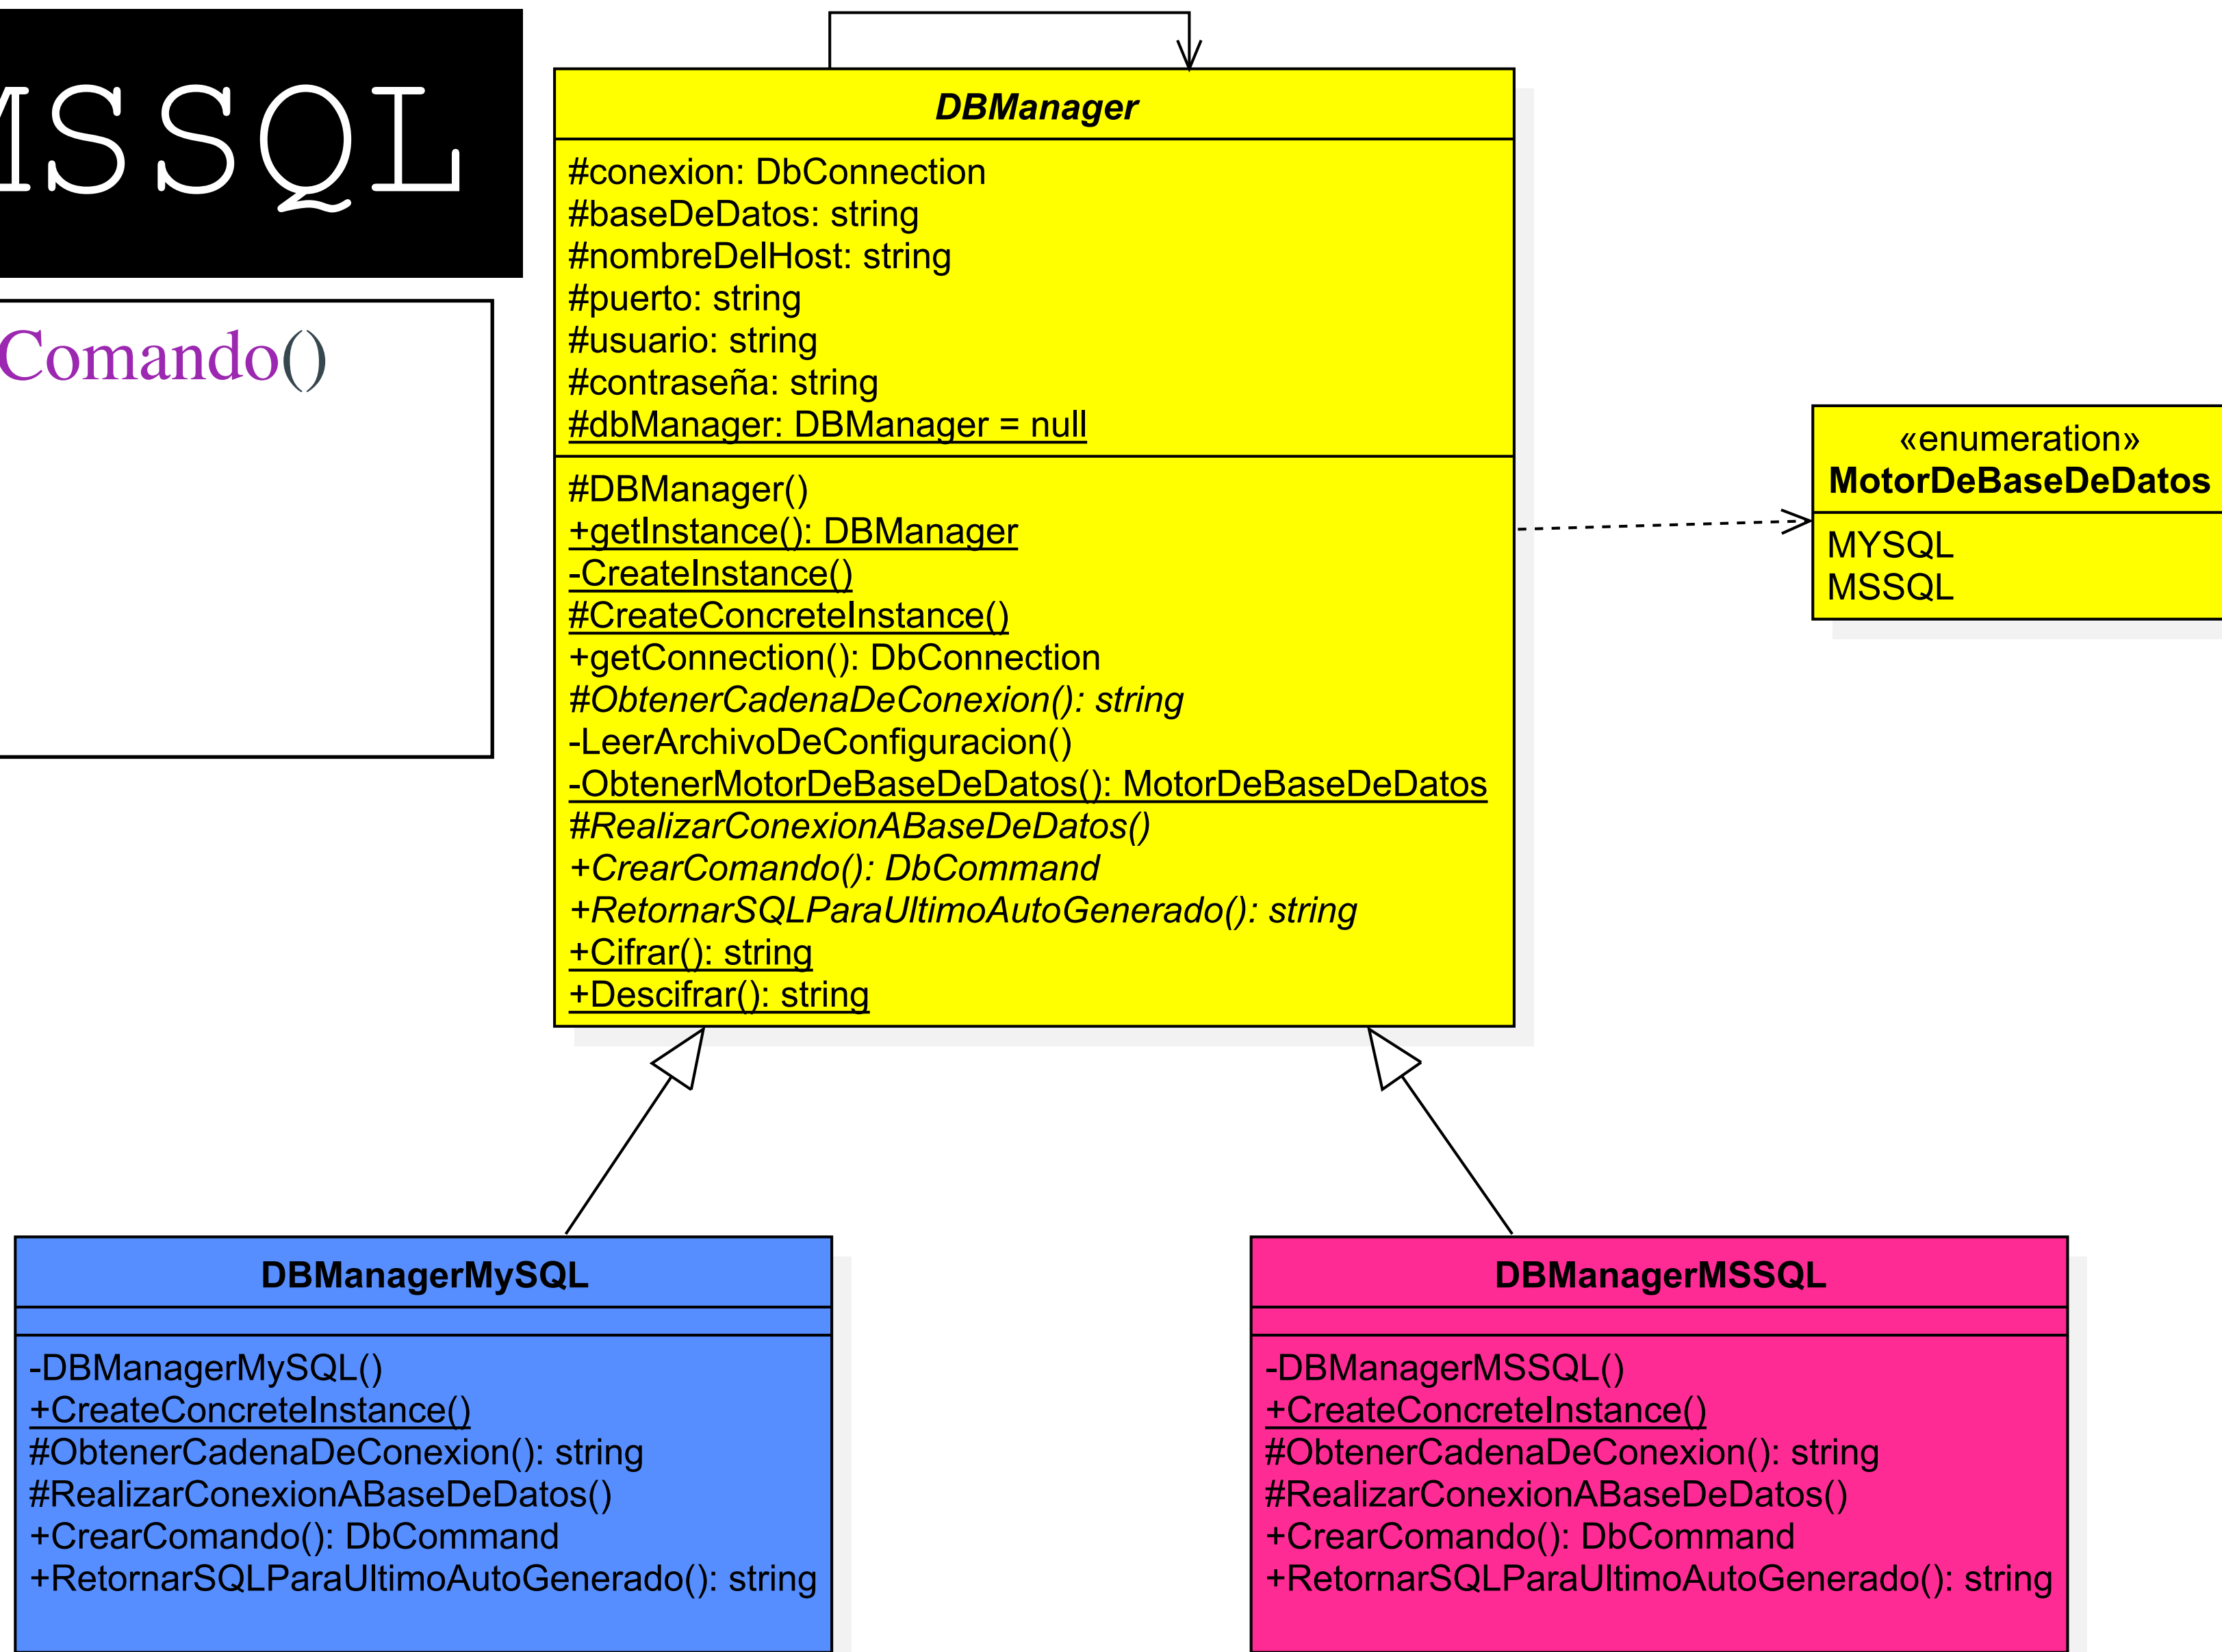 MSSQL
Comando()
DBManager
#conexion: DbConnection
#baseDeDatos: string
#nombreDelHost: string
#puerto: string
#usuario: string
#contraseña: string
#dbManager: DBManager = null
#DBManager()
+getInstance(): DBManager
-CreateInstance()
#CreateConcreteInstance()
+getConnection(): DbConnection
#ObtenerCadenaDeConexion(): string
-LeerArchivoDeConfiguracion()
-ObtenerMotorDeBaseDeDatos(): MotorDeBaseDeDatos
#RealizarConexionABaseDeDatos()
+CrearComando(): DbCommand
+RetornarSQLParaUltimoAutoGenerado(): string
+Cifrar(): string
+Descifrar(): string
«enumeration»
MotorDeBaseDeDatos
MYSQL
MSSQL
DBManagerMySQL
-DBManagerMySQL()
+CreateConcreteInstance()
#ObtenerCadenaDeConexion(): string
#RealizarConexionABaseDeDatos()
+CrearComando(): DbCommand
+RetornarSQLParaUltimoAutoGenerado(): string
DBManagerMSSQL
-DBManagerMSSQL()
+CreateConcreteInstance()
#ObtenerCadenaDeConexion(): string
#RealizarConexionABaseDeDatos()
+CrearComando(): DbCommand
+RetornarSQLParaUltimoAutoGenerado(): string